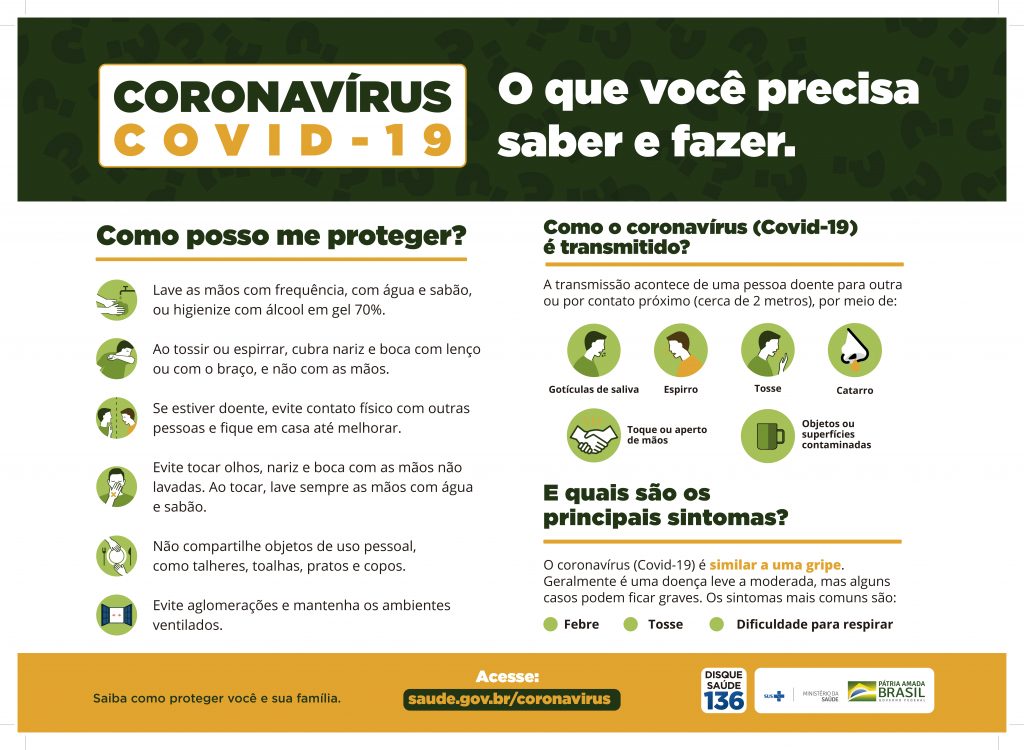 CORONAVÍRUS
COVID-19
O que você precisa
saber e fazer.
Como posso me proteger?
Lave as mãos com frequência, com água e sabão,
ou higienize com álcool em gel 70%.
Ao tossir ou espirrar, cubra nariz e boca com lenço
ou com o braço, e não com as mãos.
Se estiver doente, evite contato físico com outras
pessoas e fique em casa até melhorar.
Evite tocar olhos, nariz e boca com as mãos não
lavadas. Ao tocar, lave sempre as mãos com água
e sabão.
Não compartilhe objetos de uso pessoal,
como talheres, toalhas, pratos e copos.
Evite aglomerações e mantenha os ambientes
ventilados.
Como o coronavírus (Covid-19)
é transmitido?
A transmissão acontece de uma pessoa doente para outra
ou por contato próximo (cerca de 2 metros), por meio de:
Gotículas de saliva
Espirro
Tosse
Catarro
Toque ou aperto
de mãos
Objetos ou
superfícies
contaminadas
E quais são os
principais sintomas?
O coronavírus (Covid-19) é similar a uma gripe.
Geralmente é uma doença leve a moderada, mas alguns
casos podem ficar graves. Os sintomas mais comuns são:
Febre
Tosse
Dificuldade para respirar
Saiba como proteger você e sua família.
Acesse:
saude.gov.br/coronavirus
DISQUE
SAÚDE
136
SUS
MINISTÉRIO DA
SAÚDE
PÁTRIA AMADA
BRASIL
GOVERNO FEDERAL